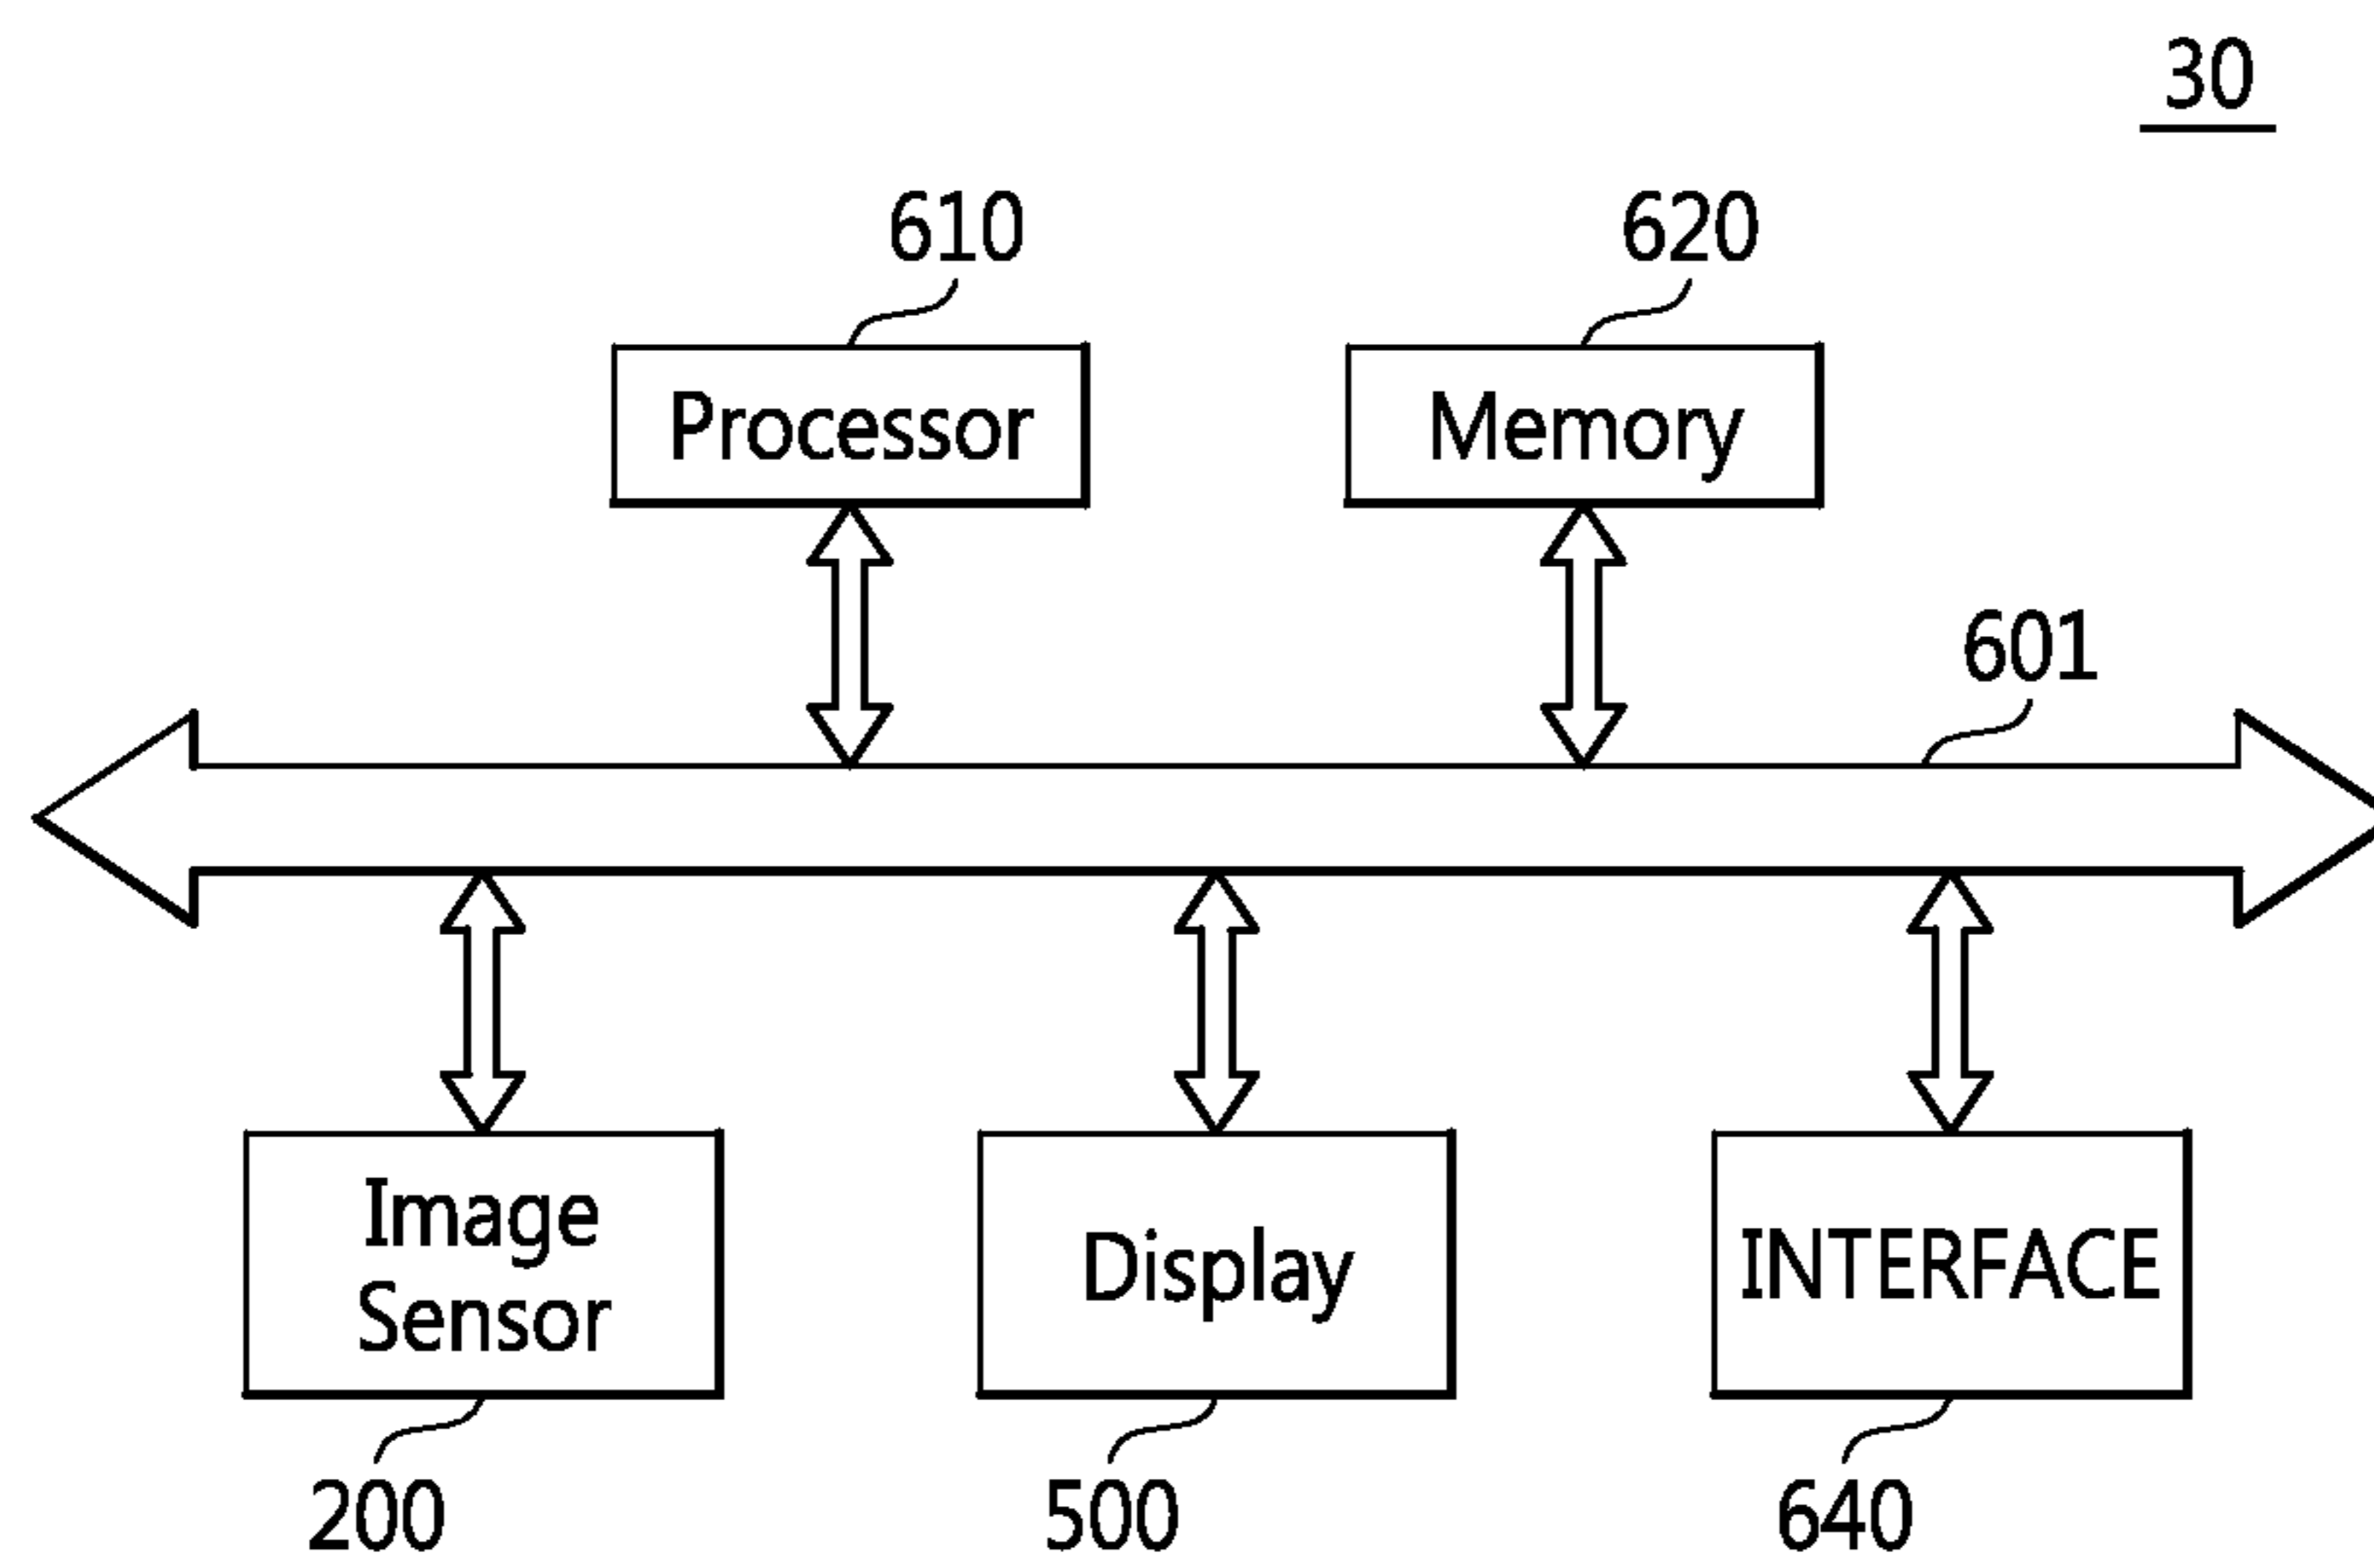 30
610
620
Processor
Memory
601
Image
Sensor
Display
INTERFACE
200
500
640